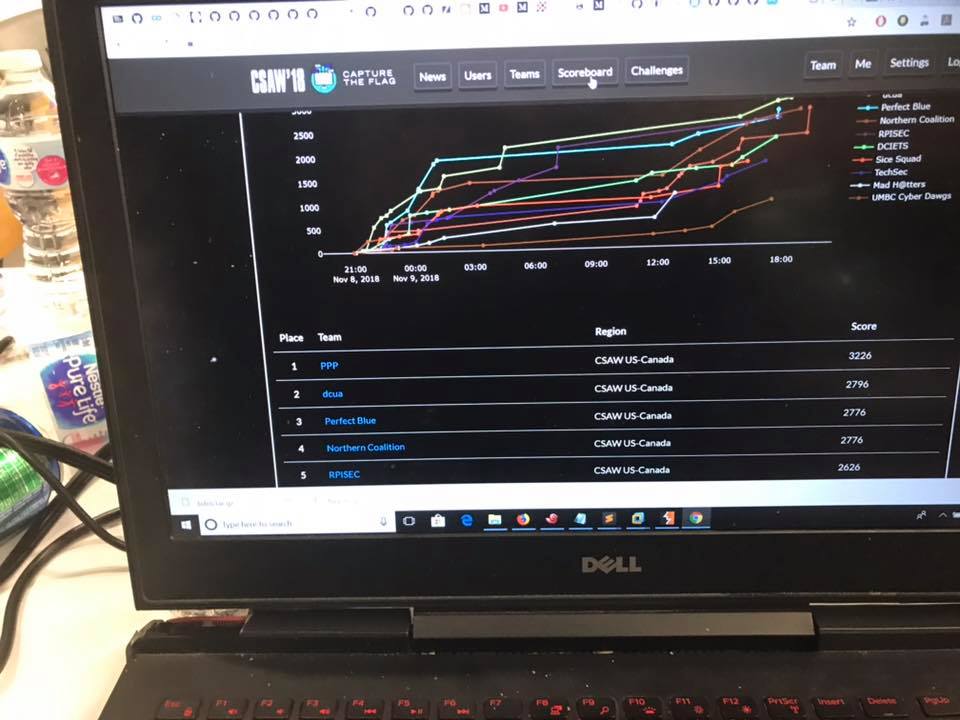 CSAW'18 CAPTURE THE FLAG News Users Teams Scoreboard Challenges Team Me Settings
dcua
Perfect Blue
Northern Coalition
RPISEC
DCIETS
Sice Squad
TechSec
Mad H@tters
UMBC Cyber Dawgs
3000
2500
2000
1500
1000
500
0
21:00 00:00 03:00 06:00 09:00 12:00 15:00 18:00
Nov 8, 2018 Nov 9, 2018
Place Team Region Score
1 PPP CSAW US-Canada 3226
2 dcua CSAW US-Canada 2796
3 Perfect Blue CSAW US-Canada 2776
4 Northern Coalition CSAW US-Canada 2776
5 RPISEC CSAW US-Canada 2626
Type here to search
Nestle
Pure Life
DELL
Esc F1 F2 F3 F4 F5 F6 F7 F8 F9 F10 F11 F12 PrtScr Insert Delete PgUp